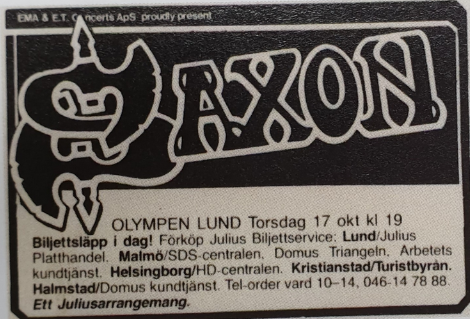 EMA & E.T. Concerts ApS proudly present
SAXON
OLYMPEN LUND Torsdag 17 okt kl 19
Biljettsläpp i dag! Förköp Julius Biljettservice: Lund/Julius
Platthandel. Malmö/SDS-centralen, Domus Triangeln, Arbetets
kundtjänst. Helsingborg/HD-centralen. Kristianstad/Turistbyrån.
Halmstad/Domus kundtjänst. Tel-order vard 10–14, 046-14 78 88.
Ett Juliusarrangemang.